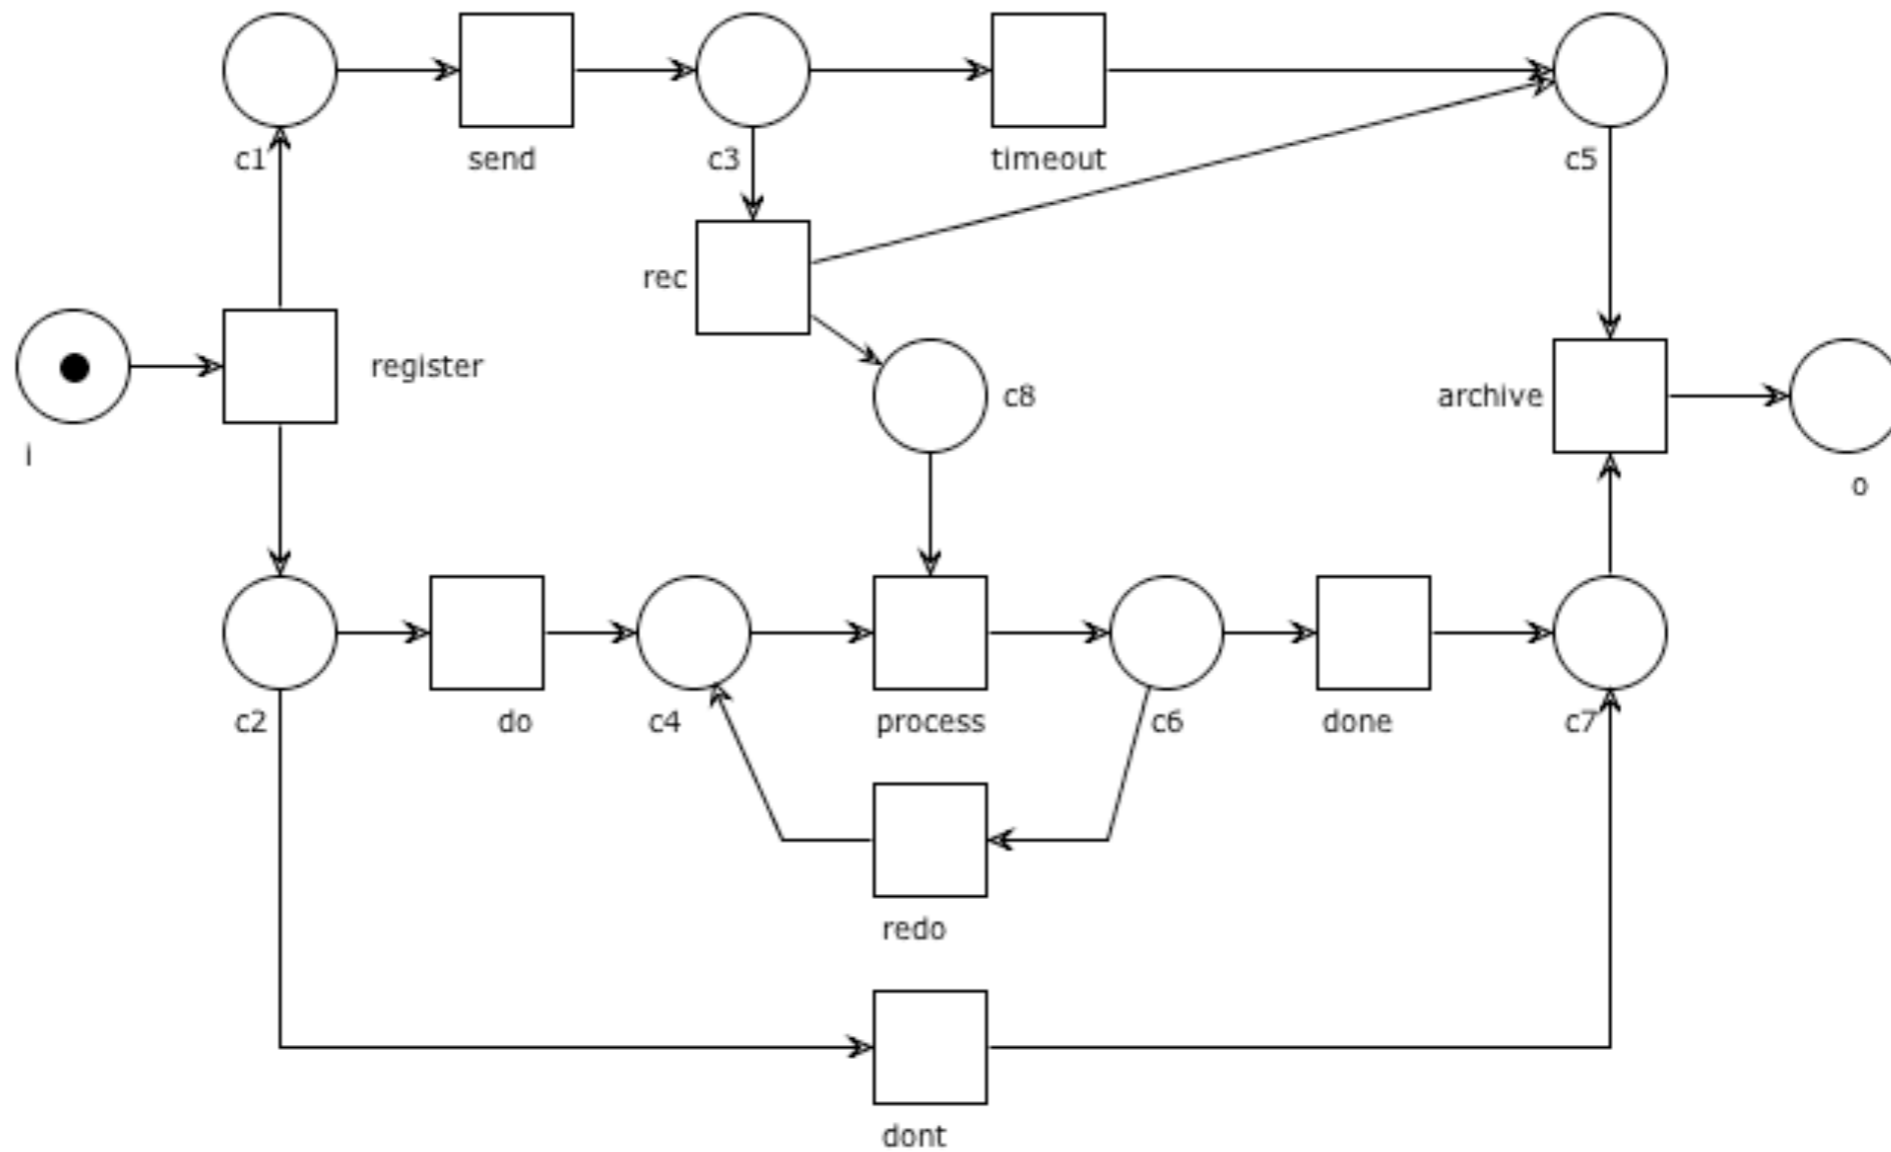 c1
send
c3
timeout
c5
rec
register
c8
archive
i
o
c2
do
c4
process
c6
done
c7
redo
dont